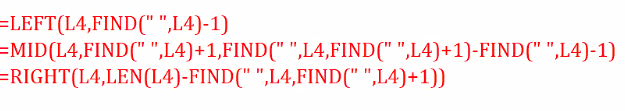 =LEFT(L4,FIND(" ",L4)-1)
=MID(L4,FIND(" ",L4)+1,FIND(" ",L4,FIND(" ",L4)+1)-FIND(" ",L4)-1)
=RIGHT(L4,LEN(L4)-FIND(" ",L4,FIND(" ",L4)+1))